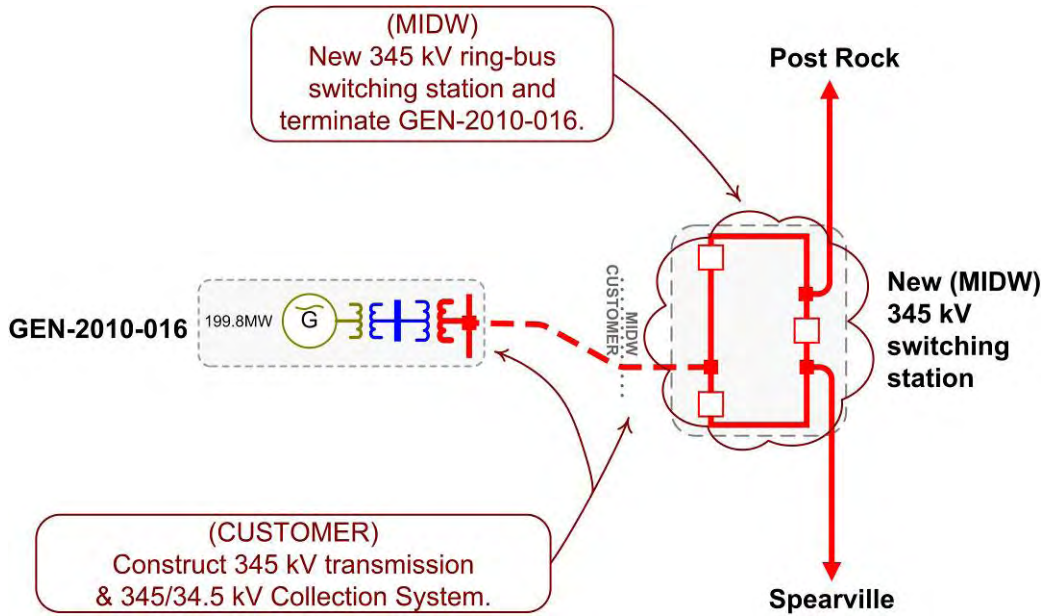 (MIDW)
New 345 kV ring-bus
switching station and
terminate GEN-2010-016.
Post Rock
GEN-2010-016
199.8MW
G
CUSTOMER
MIDW
New (MIDW)
345 kV
switching
station
(CUSTOMER)
Construct 345 kV transmission
& 345/34.5 kV Collection System.
Spearville